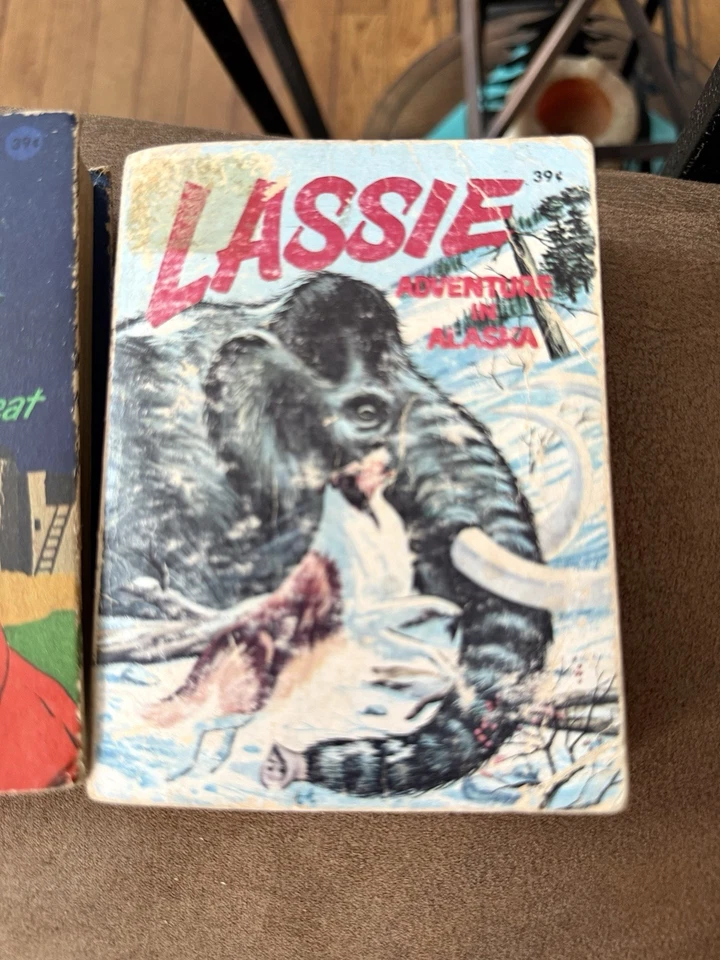 39¢
eat
LASSIE
39¢
ADVENTURE
IN
ALASKA